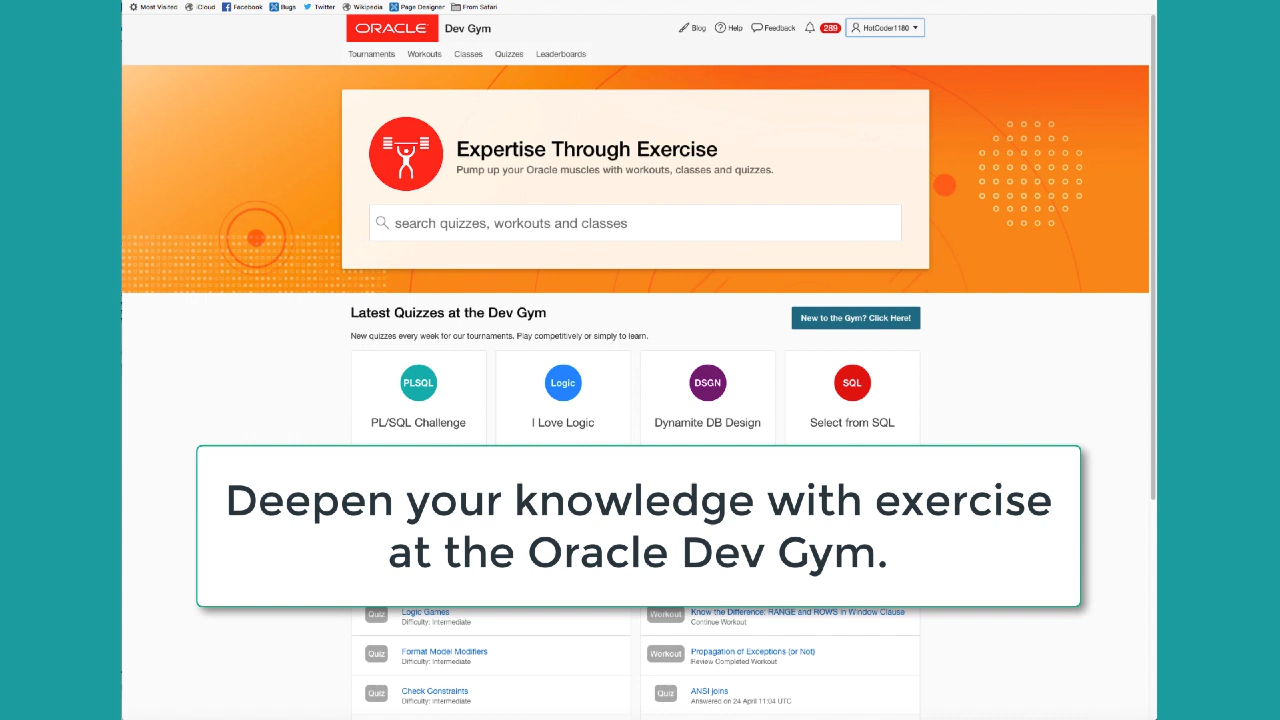 Most Visited iCloud Facebook Bugs Twitter Wikipedia Page Designer From Safari
ORACLE Dev Gym
Blog Help Feedback 289 HotCoder1180
Tournaments Workouts Classes Quizzes Leaderboards
Expertise Through Exercise
Pump up your Oracle muscles with workouts, classes and quizzes.
search quizzes, workouts and classes
Latest Quizzes at the Dev Gym
New to the Gym? Click Here!
New quizzes every week for our tournaments. Play competitively or simply to learn.
PLSQL Logic DSGN SQL
PL/SQL Challenge I Love Logic Dynamite DB Design Select from SQL
Deepen your knowledge with exercise
at the Oracle Dev Gym.
Quiz Logic Games
Difficulty: Intermediate
Workout Know the Difference: RANGE and ROWS in Window Clause
Continue Workout
Quiz Format Model Modifiers
Difficulty: Intermediate
Workout Propagation of Exceptions (or Not)
Review Completed Workout
Quiz Check Constraints
Difficulty: Intermediate
Quiz ANSI joins
Answered on 24 April 11:04 UTC